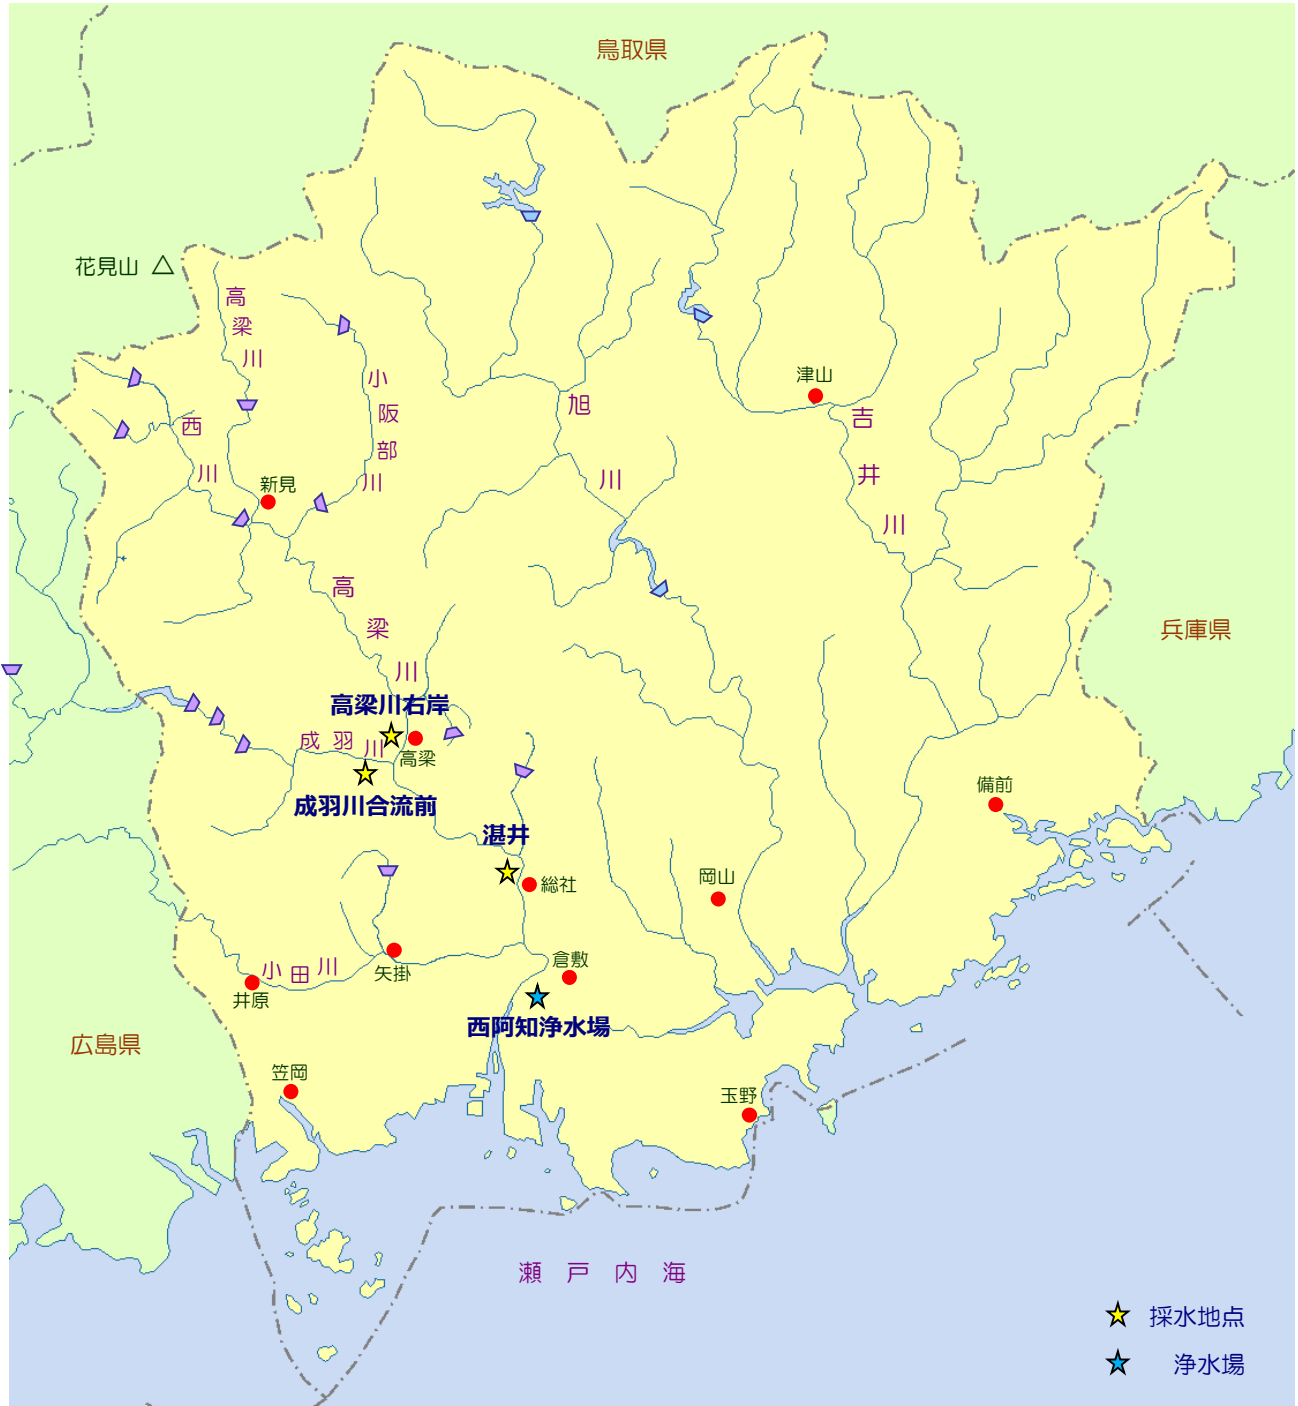 鳥取県
花見山
高梁川
小阪部川
西川
新見
旭川
津山
吉井川
兵庫県
高梁川
高梁川右岸
成羽川
高梁
成羽川合流前
湛井
総社
岡山
備前
小田川
矢掛
井原
倉敷
西阿知浄水場
広島県
笠岡
玉野
瀬戸内海
採水地点
浄水場